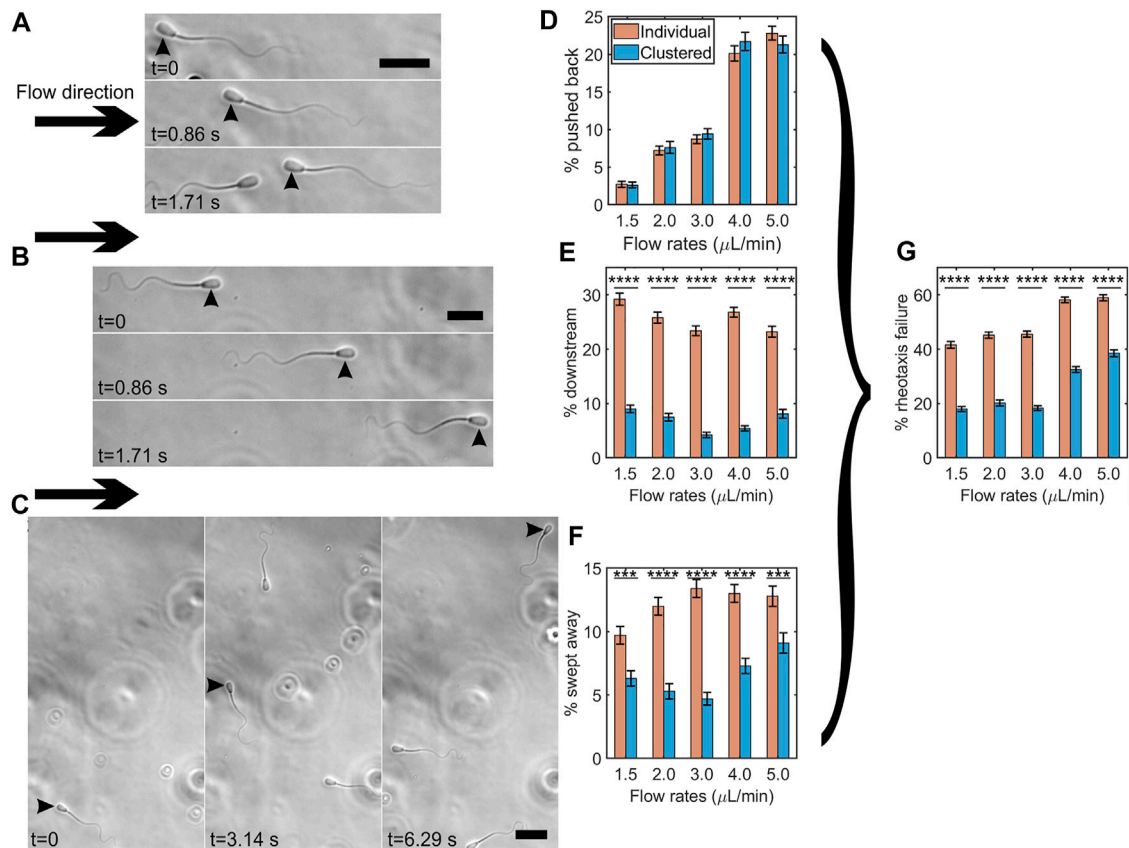 A
t=0
Flow direction
t=0.86 s
t=1.71 s
B
t=0
t=0.86 s
t=1.71 s
C
t=0
t=3.14 s
t=6.29 s
D
Individual
Clustered
% pushed back
25
20
15
10
5
0
1.5 2.0 3.0 4.0 5.0
Flow rates (μL/min)
E
**** **** **** **** ****
% downstream
30
20
10
0
1.5 2.0 3.0 4.0 5.0
Flow rates (μL/min)
F
*** **** **** **** ***
% swept away
15
10
5
0
1.5 2.0 3.0 4.0 5.0
Flow rates (μL/min)
G
**** **** **** **** ****
% rheotaxis failure
60
40
20
0
1.5 2.0 3.0 4.0 5.0
Flow rates (μL/min)